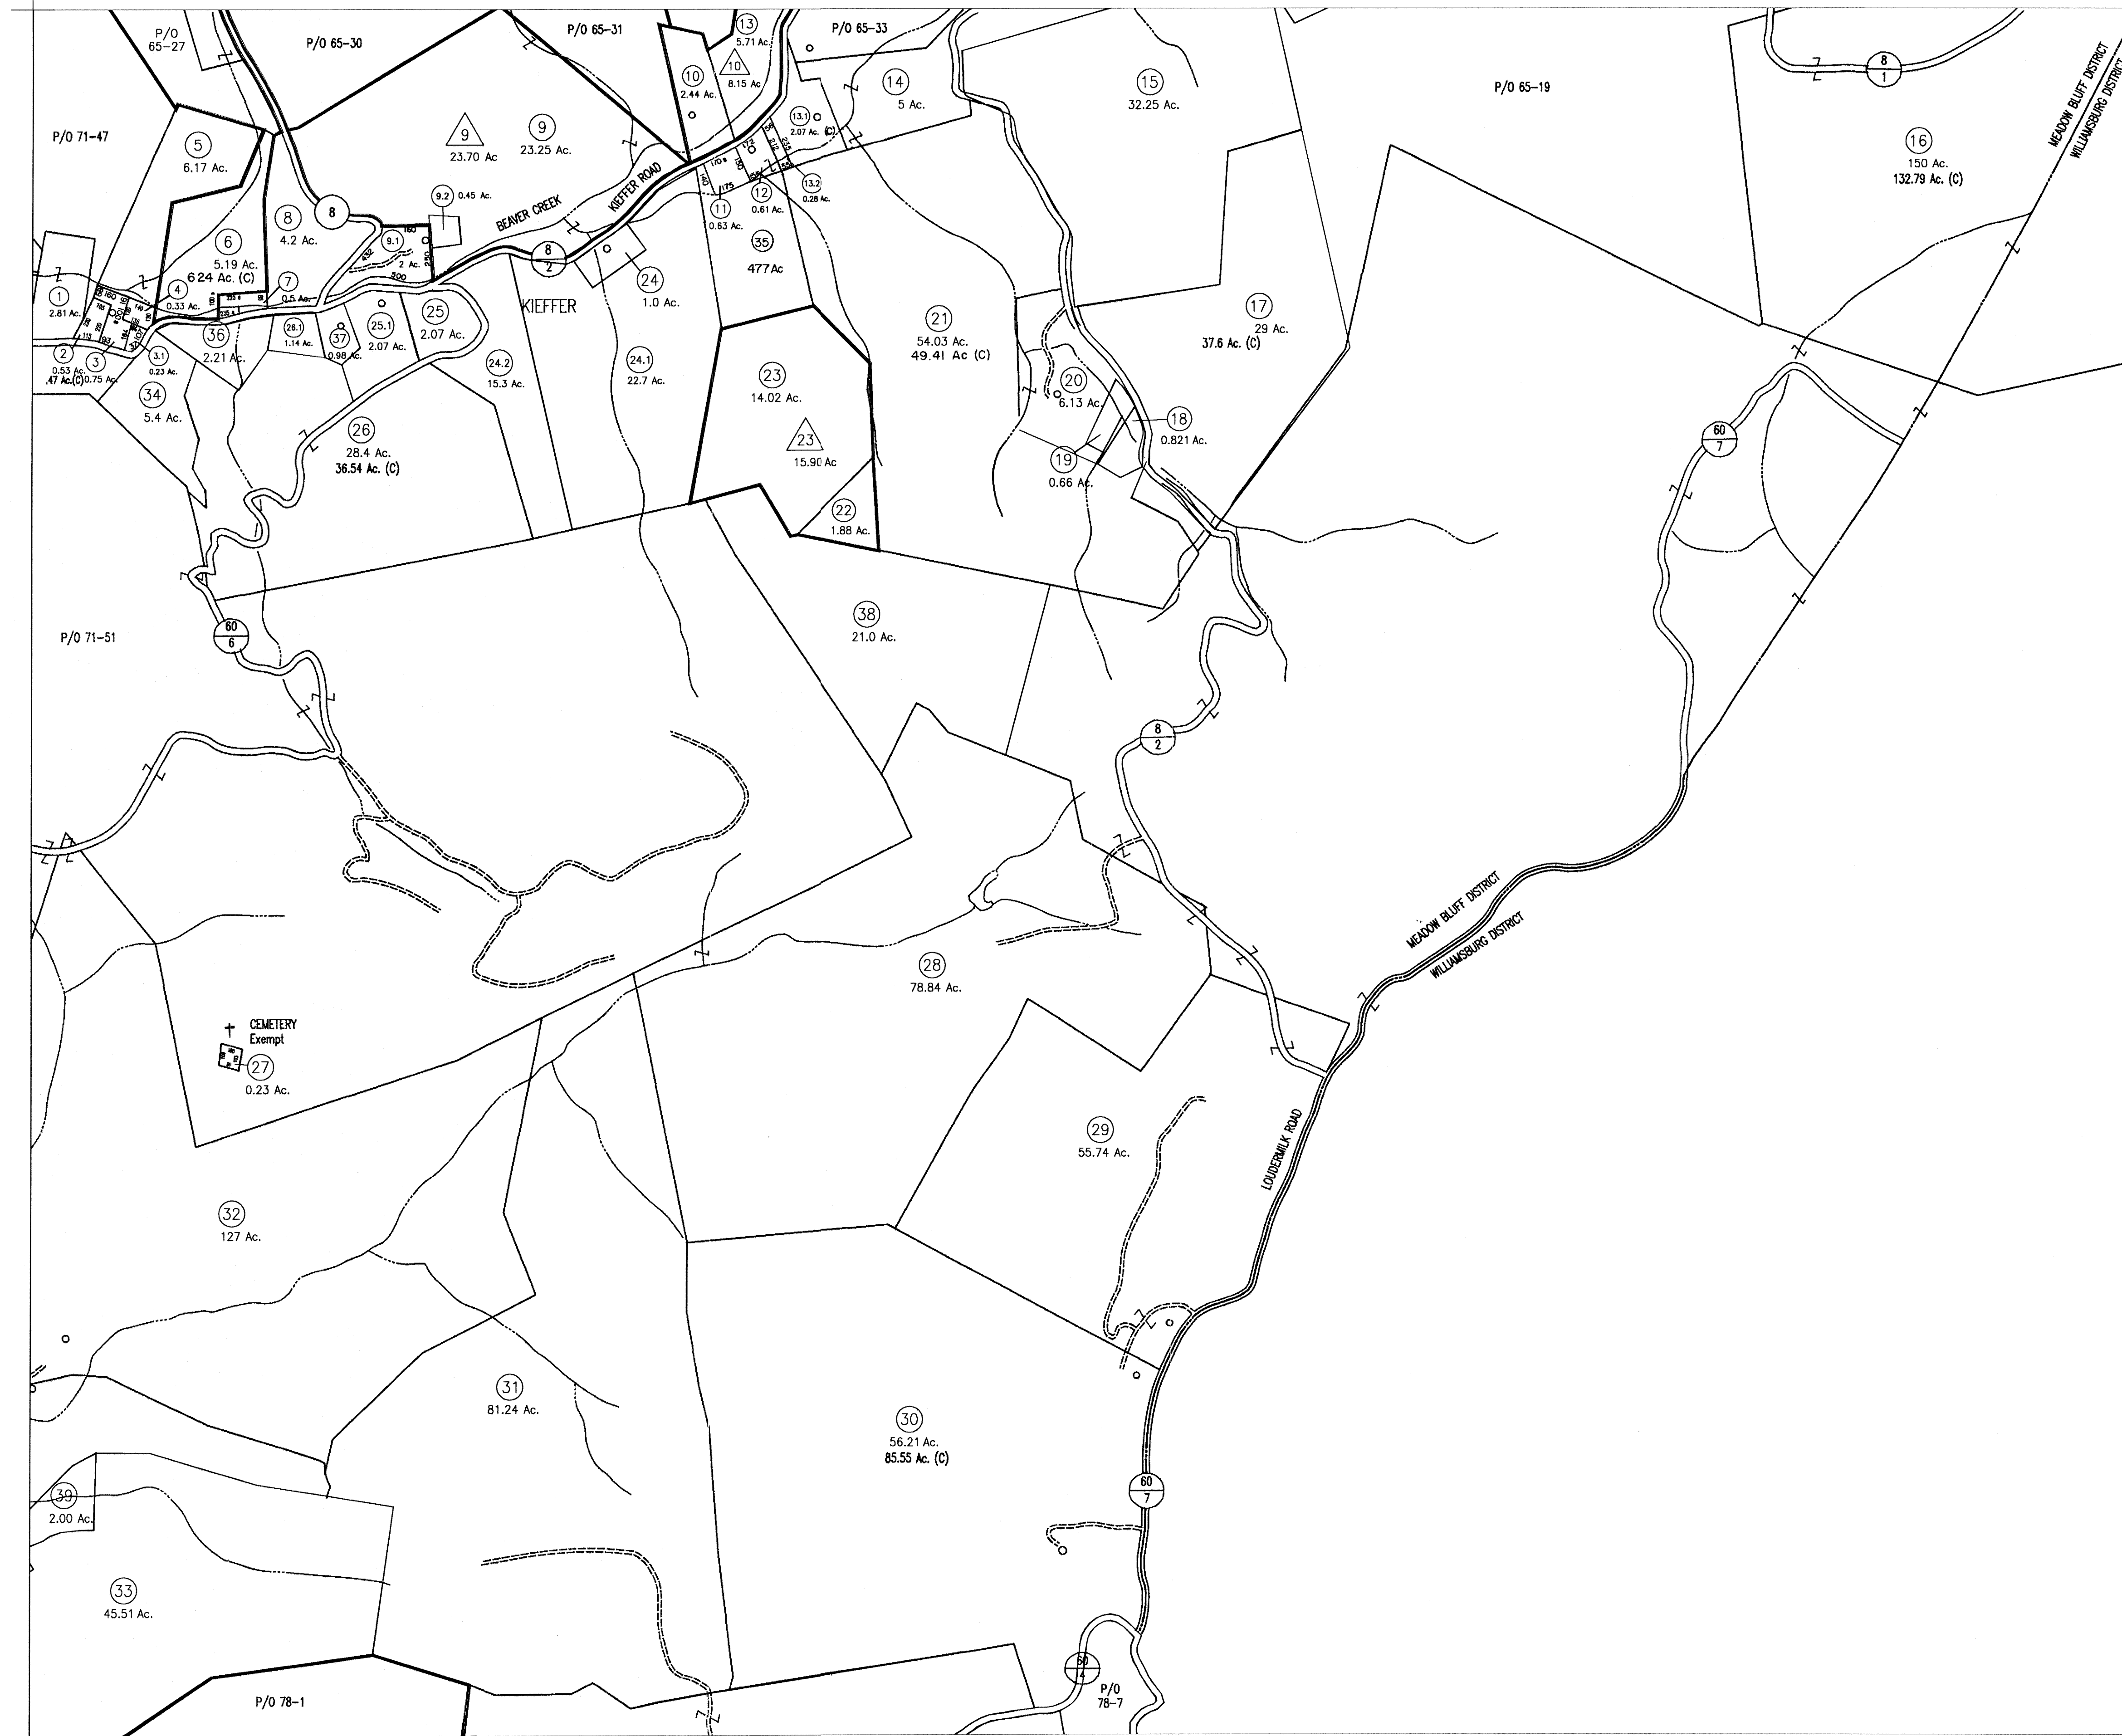 P/O
65-27
P/O 65-30
P/O 65-31
P/O 65-33
P/O 65-19
P/O 71-47
P/O 71-51
13
5.71 Ac.
10
2.44 Ac.
10
8.15 Ac
14
5 Ac.
15
32.25 Ac.
8
1
MEADOW BLUFF DISTRICT
WILLIAMSBURG DISTRICT
16
150 Ac.
132.79 Ac. (C)
5
6.17 Ac.
9
23.70 Ac
9
23.25 Ac.
13.1
2.07 Ac. (C)
9.2
0.45 Ac.
BEAVER CREEK
KIEFFER ROAD
8
8
4.2 Ac.
6
5.19 Ac.
624 Ac. (C)
9.1
2 Ac.
160
250
432
500
8
2
11
0.63 Ac.
12
0.61 Ac.
13.2
0.28 Ac.
35
477Ac
140
175
150
212
235
24
1.0 Ac.
KIEFFER
1
2.81 Ac.
4
0.33 Ac.
7
0.5 Ac.
2
0.53 Ac.
.47 Ac.(C)
3
0.75 Ac.
3.1
0.23 Ac.
36
2.21 Ac.
26.1
1.14 Ac.
37
0.98 Ac.
25.1
2.07 Ac.
25
2.07 Ac.
34
5.4 Ac.
24.2
15.3 Ac.
24.1
22.7 Ac.
23
14.02 Ac.
23
15.90 Ac
21
54.03 Ac.
49.41 Ac (C)
17
29 Ac.
37.6 Ac. (C)
20
6.13 Ac.
18
0.821 Ac.
19
0.66 Ac.
26
28.4 Ac.
36.54 Ac. (C)
22
1.88 Ac.
60
7
60
6
38
21.0 Ac.
8
2
MEADOW BLUFF DISTRICT
WILLIAMSBURG DISTRICT
28
78.84 Ac.
CEMETERY
Exempt
27
0.23 Ac.
29
55.74 Ac.
LOUDERMILK ROAD
32
127 Ac.
31
81.24 Ac.
30
56.21 Ac.
85.55 Ac. (C)
60
7
39
2.00 Ac.
33
45.51 Ac.
60
4
P/O
78-7
P/O 78-1